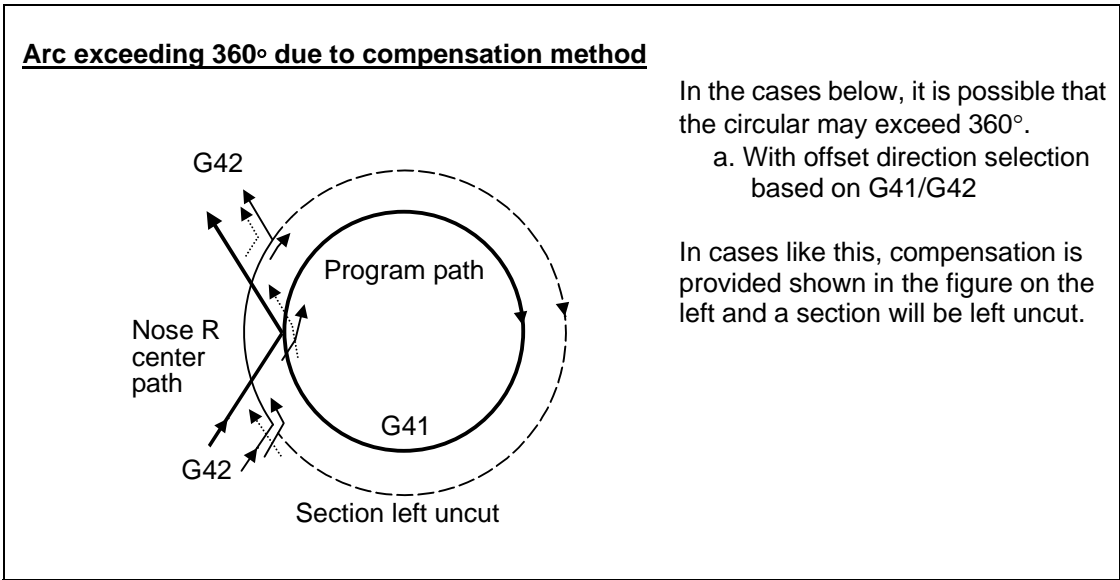 Arc exceeding 360° due to compensation method
In the cases below, it is possible that
the circular may exceed 360°.
a. With offset direction selection
based on G41/G42
In cases like this, compensation is
provided shown in the figure on the
left and a section will be left uncut.
G42
Program path
Nose R
center
path
G41
G42
Section left uncut